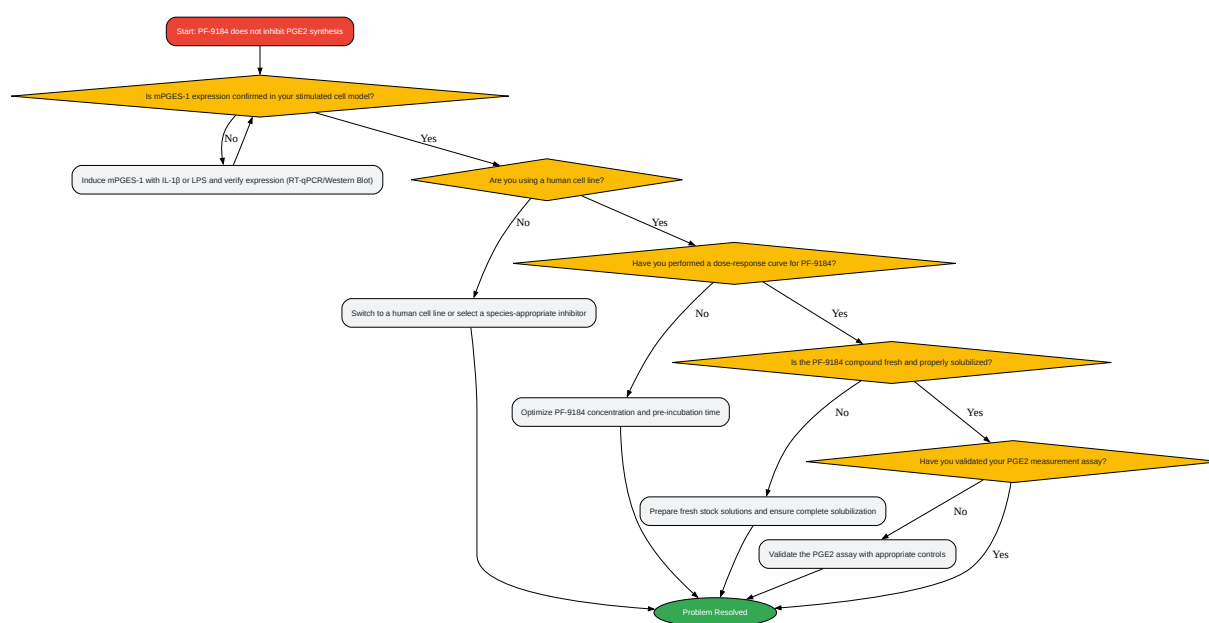 Start: PF-9184 does not inhibit PGE2 synthesis
Is mPGES-1 expression confirmed in your stimulated cell model?
No
Yes
Induce mPGES-1 with IL-1β or LPS and verify expression (RT-qPCR/Western Blot)
Are you using a human cell line?
No
Yes
Have you performed a dose-response curve for PF-9184?
Switch to a human cell line or select a species-appropriate inhibitor
No
Yes
Is the PF-9184 compound fresh and properly solubilized?
Optimize PF-9184 concentration and pre-incubation time
No
Yes
Have you validated your PGE2 measurement assay?
Prepare fresh stock solutions and ensure complete solubilization
No
Validate the PGE2 assay with appropriate controls
Yes
Problem Resolved